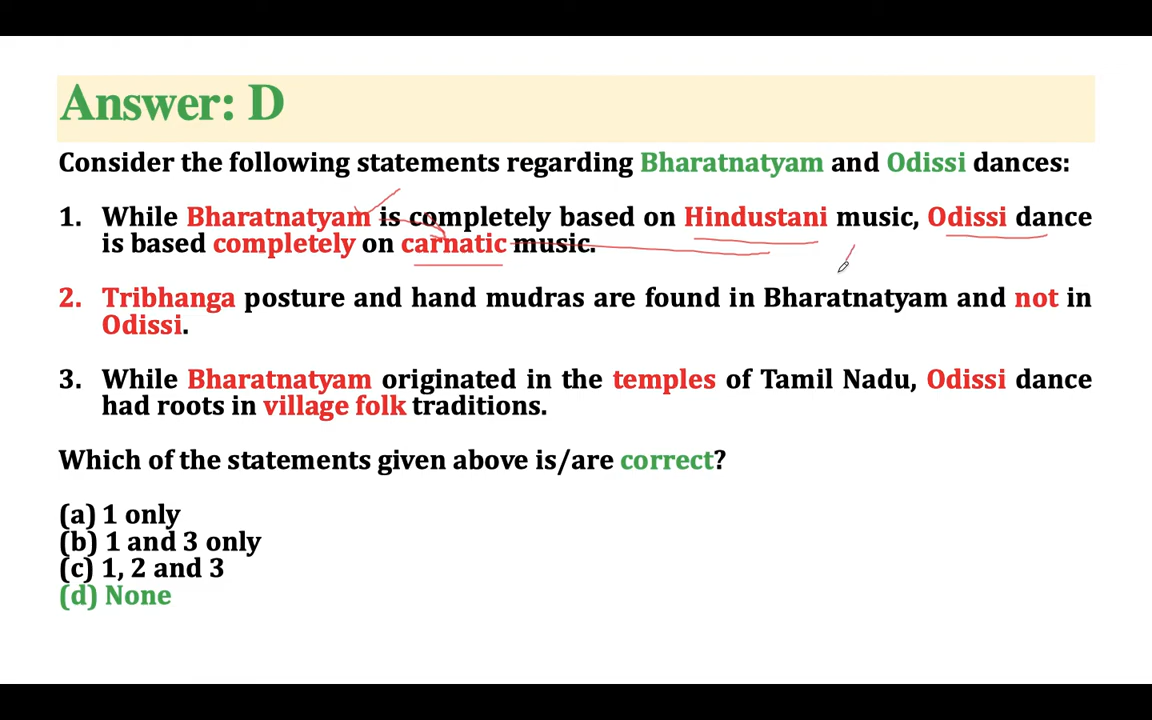 Answer: D
Consider the following statements regarding Bharatnatyam and Odissi dances:
1. While Bharatnatyam is completely based on Hindustani music, Odissi dance
is based completely on carnatic music.
2. Tribhanga posture and hand mudras are found in Bharatnatyam and not in
Odissi.
3. While Bharatnatyam originated in the temples of Tamil Nadu, Odissi dance
had roots in village folk traditions.
Which of the statements given above is/are correct?
(a) 1 only
(b) 1 and 3 only
(c) 1, 2 and 3
(d) None